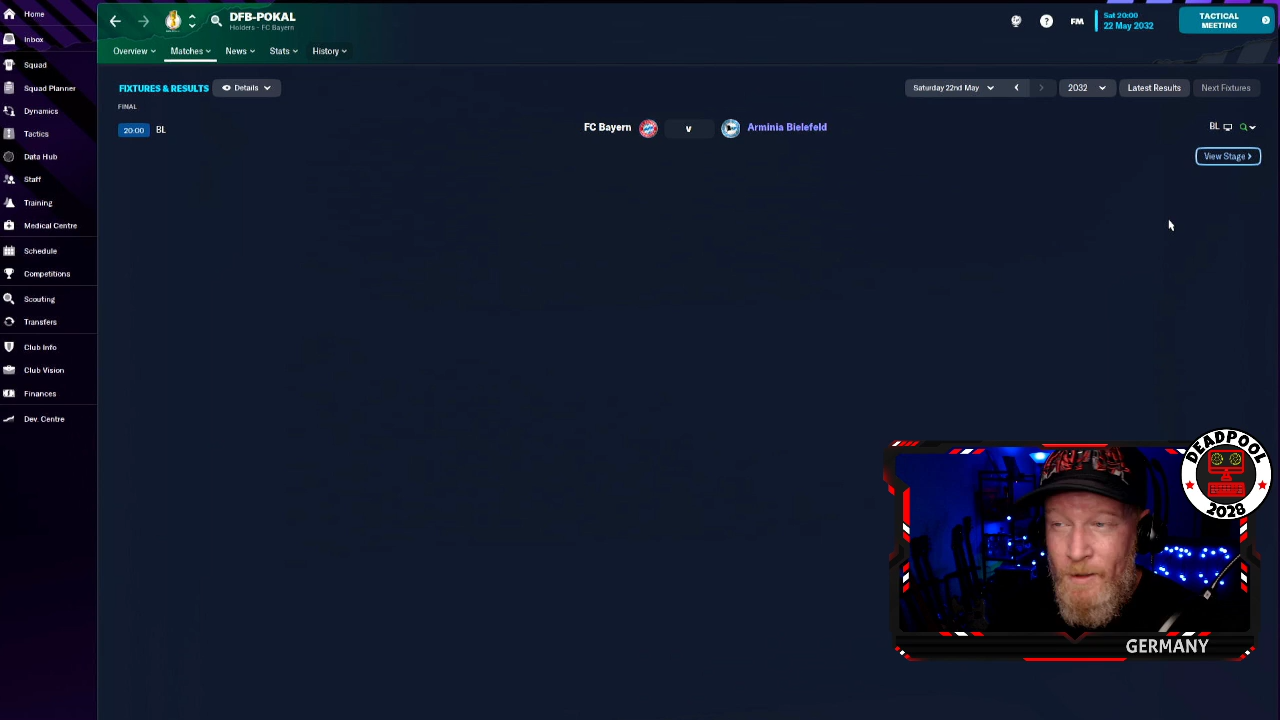 Home
DFB-POKAL
Holders - FC Bayern
FM
Sat 20:00
22 May 2032
TACTICAL
MEETING
Inbox
Overview
Matches
News
Stats
History
Squad
Squad Planner
Dynamics
Tactics
Data Hub
Staff
Training
Medical Centre
Schedule
Competitions
Scouting
Transfers
Club Info
Club Vision
Finances
Dev. Centre
FIXTURES & RESULTS
Details
Saturday 22nd May
2032
Latest Results
Next Fixtures
FINAL
20:00 BL
FC Bayern v Arminia Bielefeld
BL
View Stage
DEADPOOL
2028
GERMANY